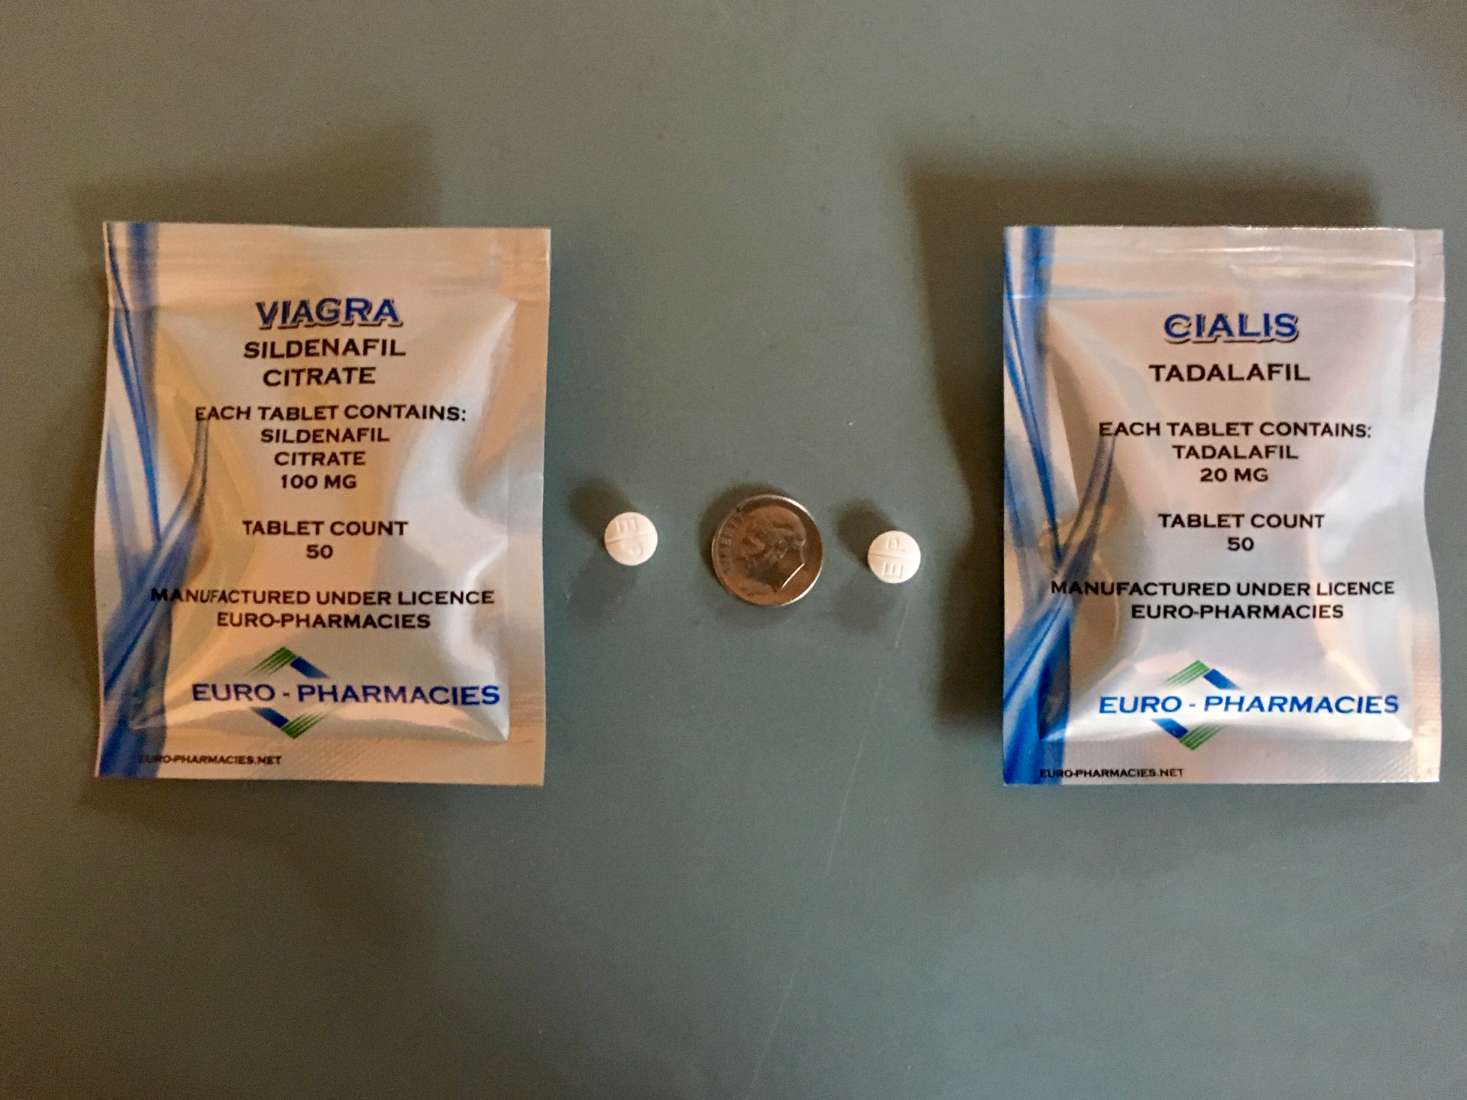 VIAGRA
SILDENAFIL
CITRATE
EACH TABLET CONTAINS:
SILDENAFIL
CITRATE
100 MG
TABLET COUNT
50
MANUFACTURED UNDER LICENCE
EURO-PHARMACIES
EURO - PHARMACIES
EURO-PHARMACIES.NET
E
P
P
E
CIALIS
TADALAFIL
EACH TABLET CONTAINS:
TADALAFIL
20 MG
TABLET COUNT
50
MANUFACTURED UNDER LICENCE
EURO-PHARMACIES
EURO - PHARMACIES
EURO-PHARMACIES.NET